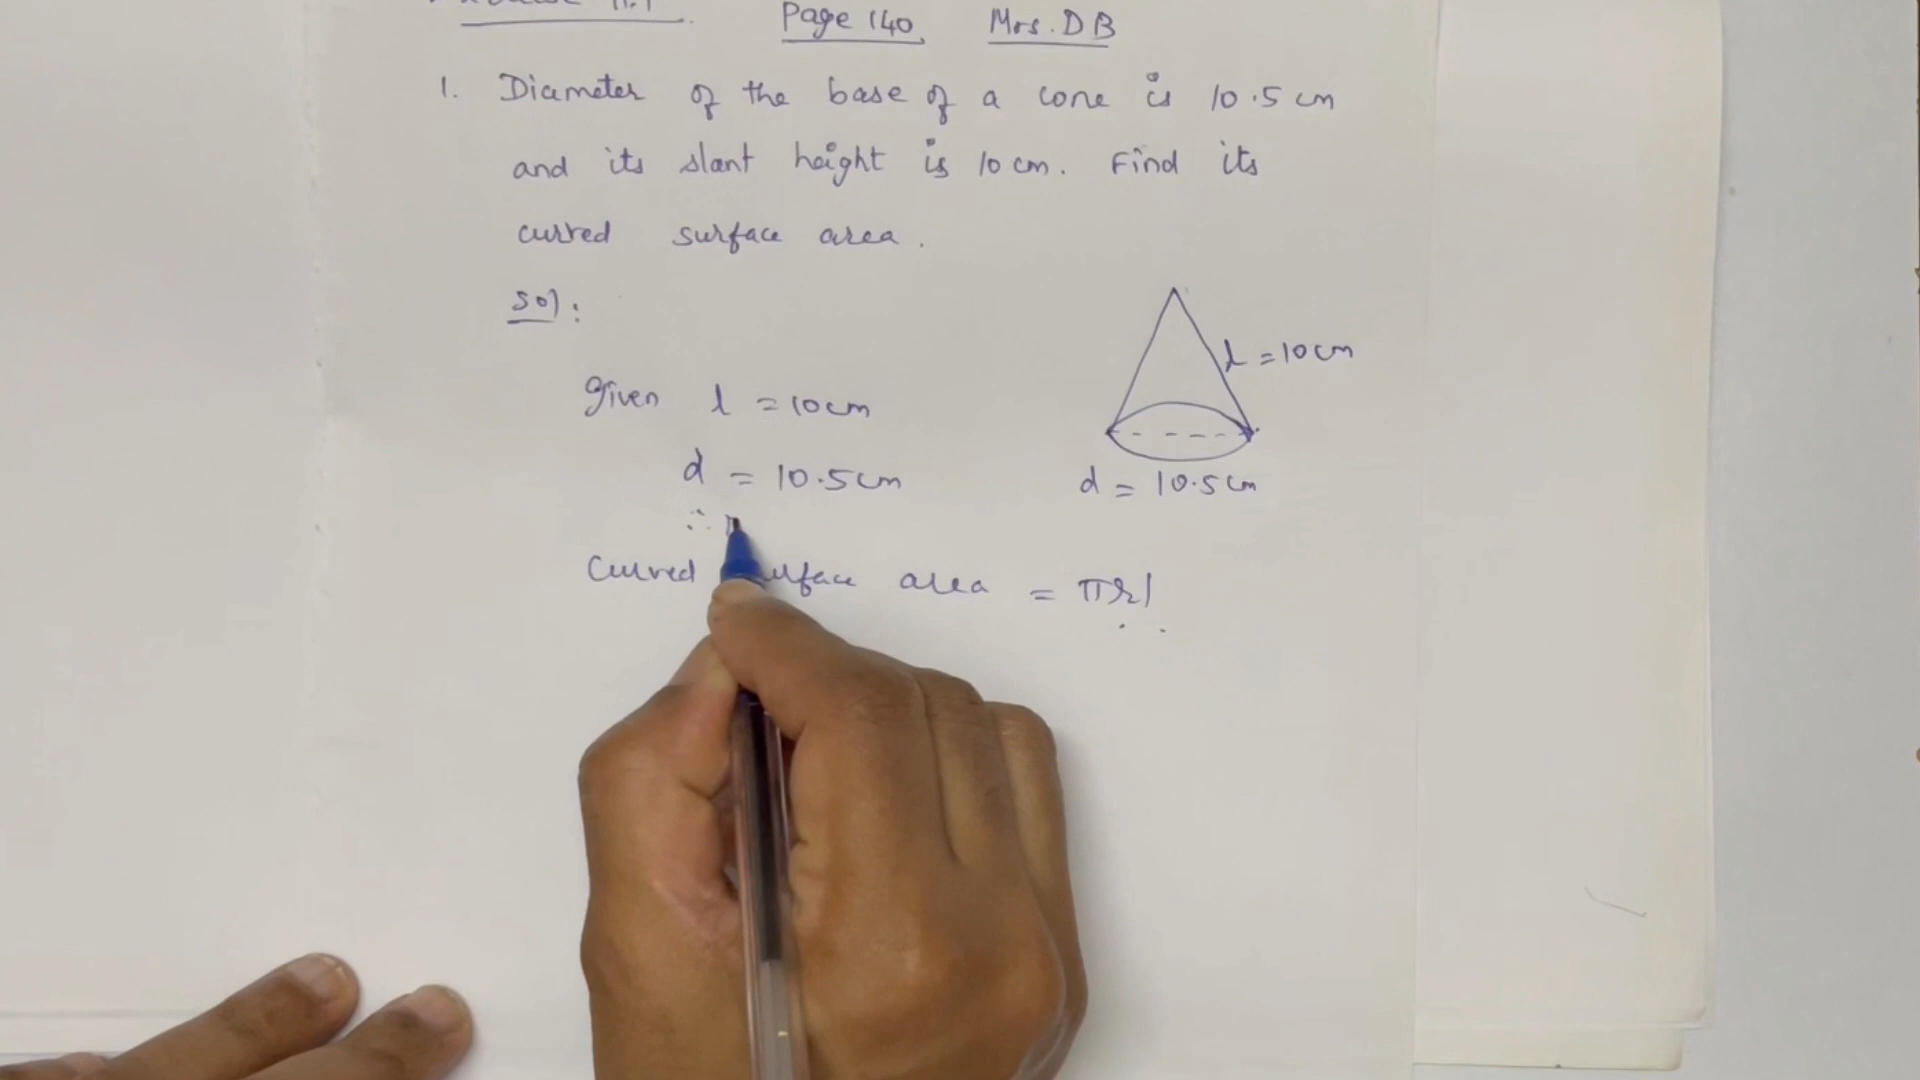 11.1 Page 140 Mrs. DB
1. Diameter of the base of a cone is 10.5 cm
and its slant height is 10 cm. Find its
curved surface area.
Sol:
Given l = 10cm
l = 10cm
d = 10.5cm
d = 10.5cm
∴ r
Curved surface area = πrl